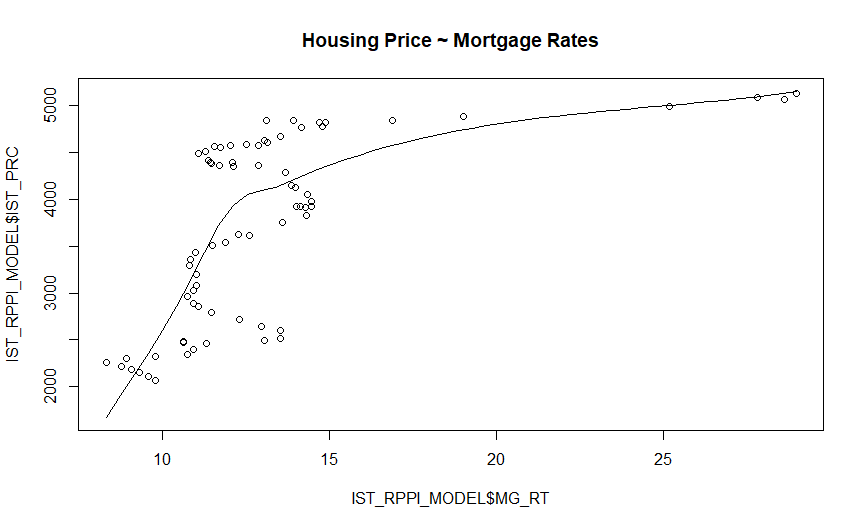 Housing Price ~ Mortgage Rates
IST_RPPI_MODEL$IST_PRC
5000
4000
3000
2000
10 15 20 25
IST_RPPI_MODEL$MG_RT